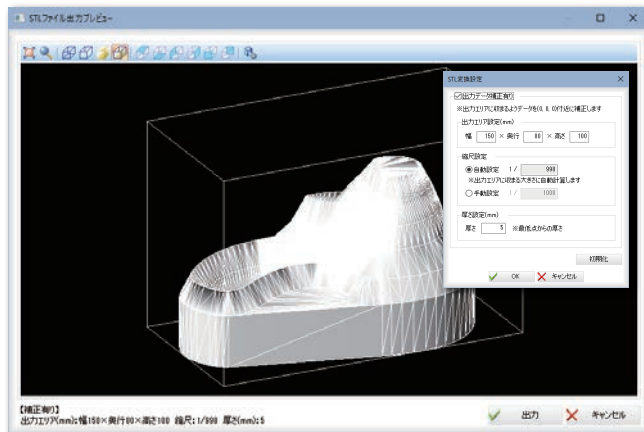 STLファイル出力プレビュー
STL変換設定
出力データ補正有り
※出力エリアに収まるようデータを(0, 0, 0)付近に補正します
出力エリア設定(mm)
幅 150 × 奥行 80 × 高さ 100
縮尺設定
自動設定 1 / 990
※出力エリアに収まる大きさに自動計算します
手動設定 1 / 1000
厚さ設定(mm)
厚さ 5 ※最低点からの厚さ
初期化
OK キャンセル
【補正有り】
出力エリア(mm):幅150×奥行80×高さ100 縮尺:1/990 厚さ(mm):5
出力 キャンセル